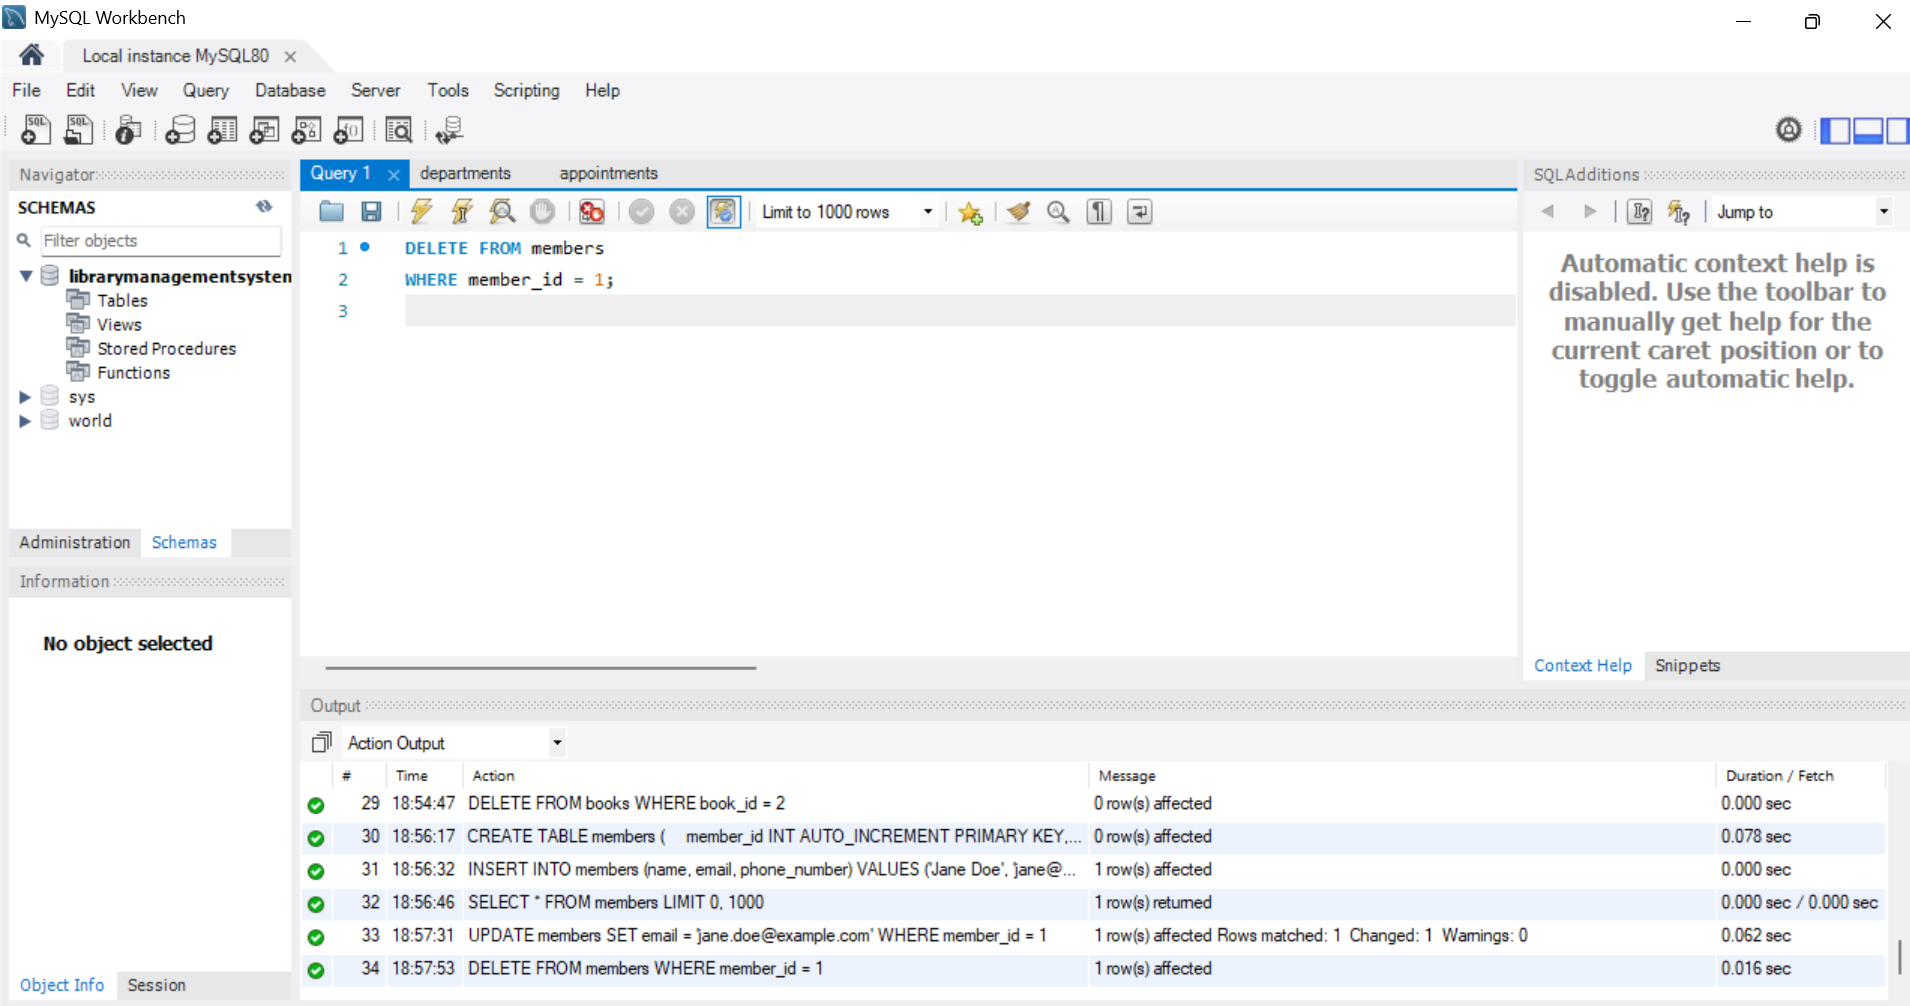 MySQL Workbench
Local instance MySQL80
File Edit View Query Database Server Tools Scripting Help
Navigator
SCHEMAS
Filter objects
librarymanagementsystem
Tables
Views
Stored Procedures
Functions
sys
world
Administration Schemas
Information
No object selected
Object Info Session
Query 1 departments appointments
Limit to 1000 rows
1 DELETE FROM members
2 WHERE member_id = 1;
3
SQLAdditions
Jump to
Automatic context help is
disabled. Use the toolbar to
manually get help for the
current caret position or to
toggle automatic help.
Context Help Snippets
Output
Action Output
# Time Action Message Duration / Fetch
29 18:54:47 DELETE FROM books WHERE book_id = 2 0 row(s) affected 0.000 sec
30 18:56:17 CREATE TABLE members ( member_id INT AUTO_INCREMENT PRIMARY KEY,... 0 row(s) affected 0.078 sec
31 18:56:32 INSERT INTO members (name, email, phone_number) VALUES ('Jane Doe', 'jane@... 1 row(s) affected 0.000 sec
32 18:56:46 SELECT * FROM members LIMIT 0, 1000 1 row(s) returned 0.000 sec / 0.000 sec
33 18:57:31 UPDATE members SET email = 'jane.doe@example.com' WHERE member_id = 1 1 row(s) affected Rows matched: 1 Changed: 1 Warnings: 0 0.062 sec
34 18:57:53 DELETE FROM members WHERE member_id = 1 1 row(s) affected 0.016 sec